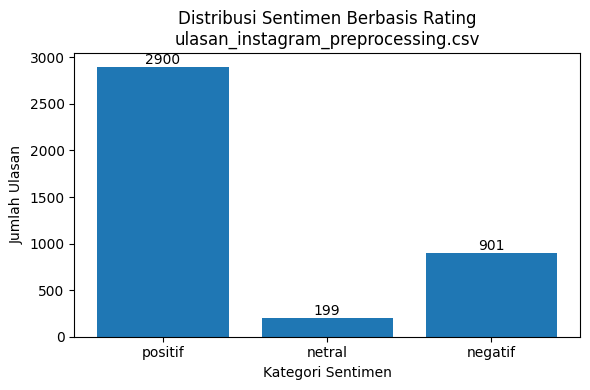 Distribusi Sentimen Berbasis Rating
ulasan_instagram_preprocessing.csv
3000
2500
2000
1500
1000
500
0
Jumlah Ulasan
2900
199
901
positif
netral
negatif
Kategori Sentimen